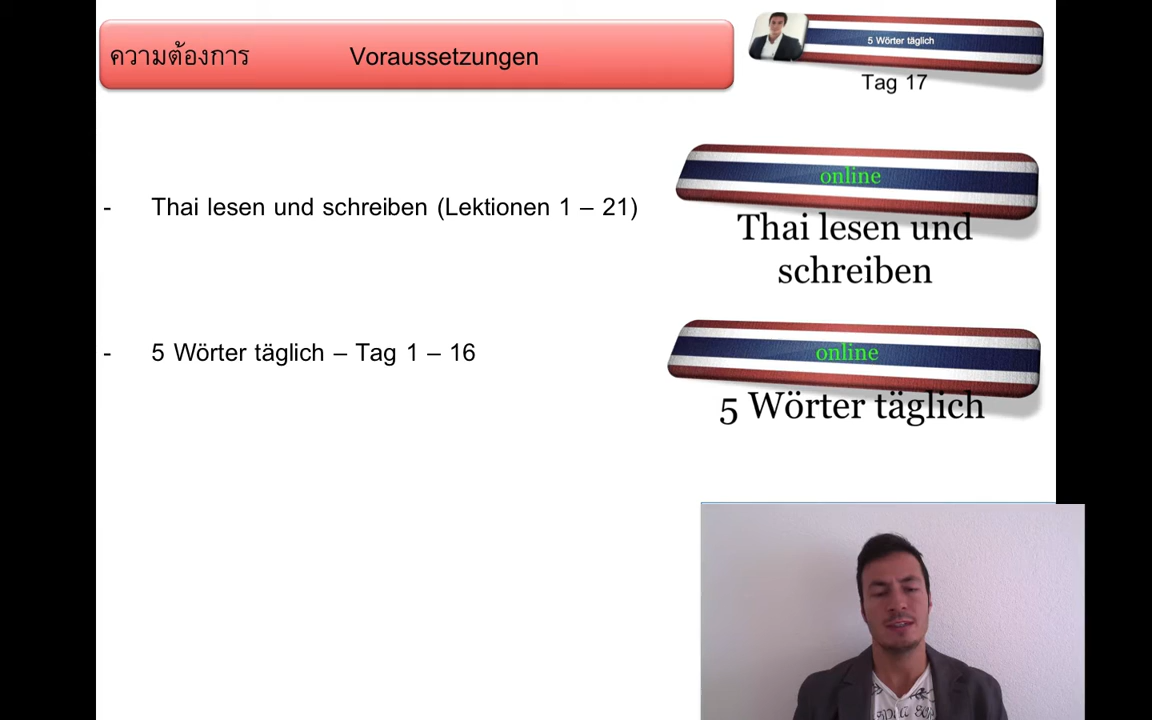 ความต้องการ Voraussetzungen
5 Wörter täglich
Tag 17
- Thai lesen und schreiben (Lektionen 1 – 21)
online
Thai lesen und
schreiben
- 5 Wörter täglich – Tag 1 – 16
online
5 Wörter täglich